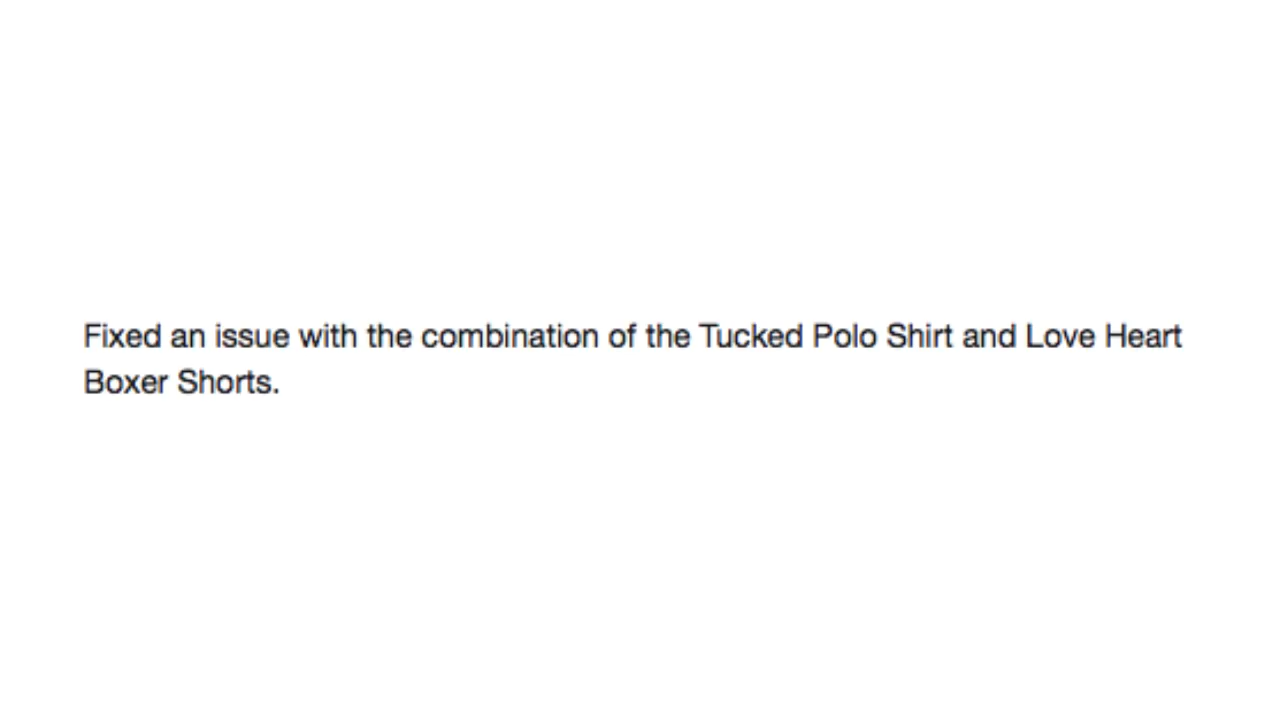 Fixed an issue with the combination of the Tucked Polo Shirt and Love Heart
Boxer Shorts.